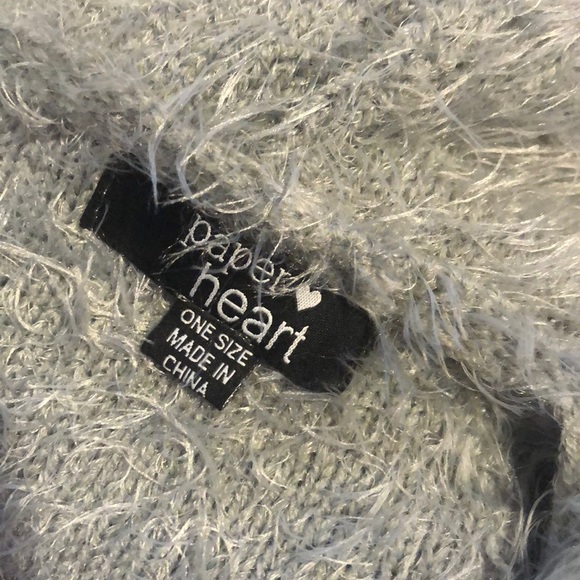 paper
heart
ONE SIZE
MADE IN
CHINA